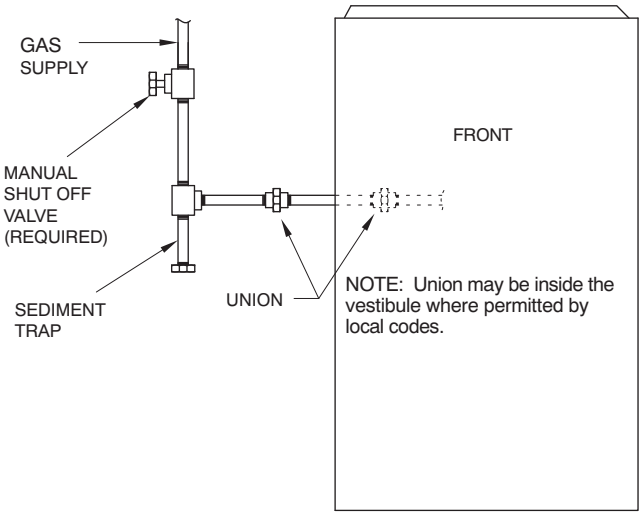 GAS
SUPPLY
FRONT
MANUAL
SHUT OFF
VALVE
(REQUIRED)
UNION
NOTE: Union may be inside the
vestibule where permitted by
local codes.
SEDIMENT
TRAP